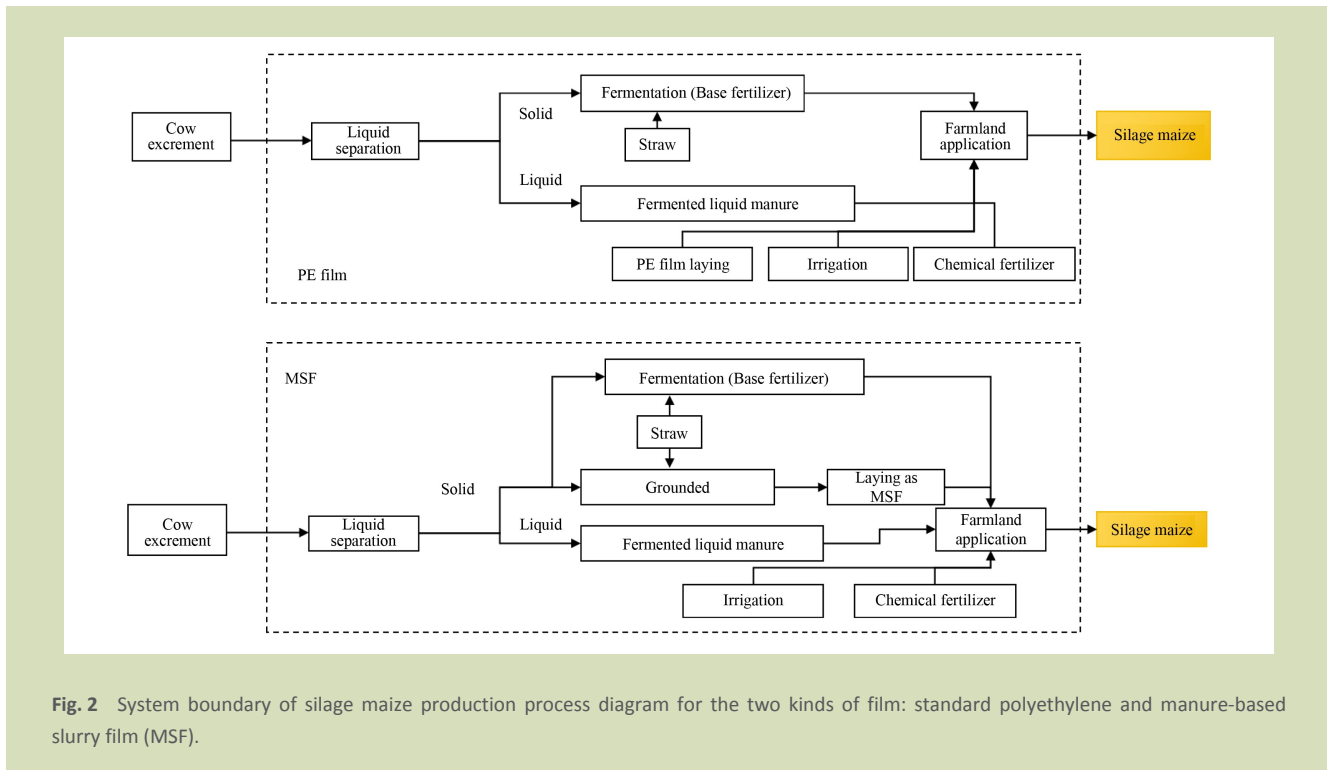 Fermentation (Base fertilizer)
Solid
Cow
excrement
Liquid
separation
Straw
Farmland
application
Silage maize
Liquid
Fermented liquid manure
PE film laying
Irrigation
Chemical fertilizer
PE film
MSF
Fermentation (Base fertilizer)
Straw
Solid
Grounded
Laying as
MSF
Cow
excrement
Liquid
separation
Liquid
Fermented liquid manure
Farmland
application
Silage maize
Irrigation
Chemical fertilizer
Fig. 2 System boundary of silage maize production process diagram for the two kinds of film: standard polyethylene and manure-based
slurry film (MSF).